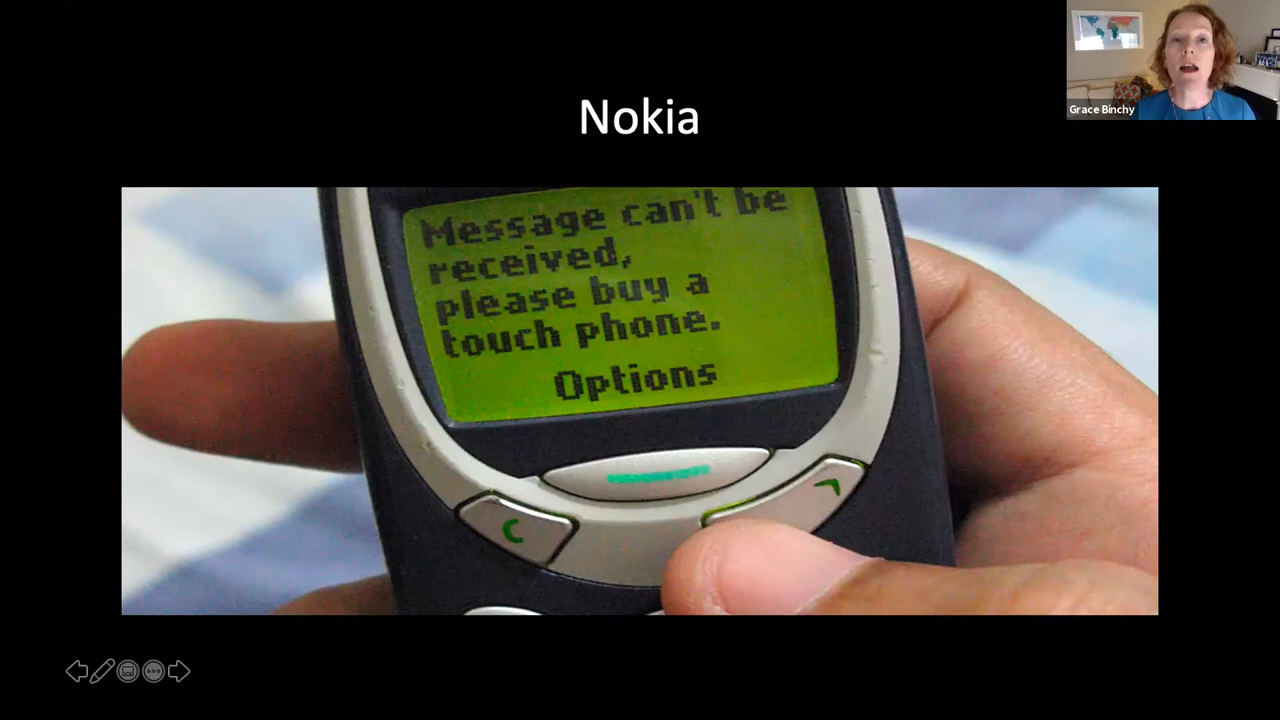 Nokia
Grace Binchy
Message can't be
received,
please buy a
touch phone.
Options